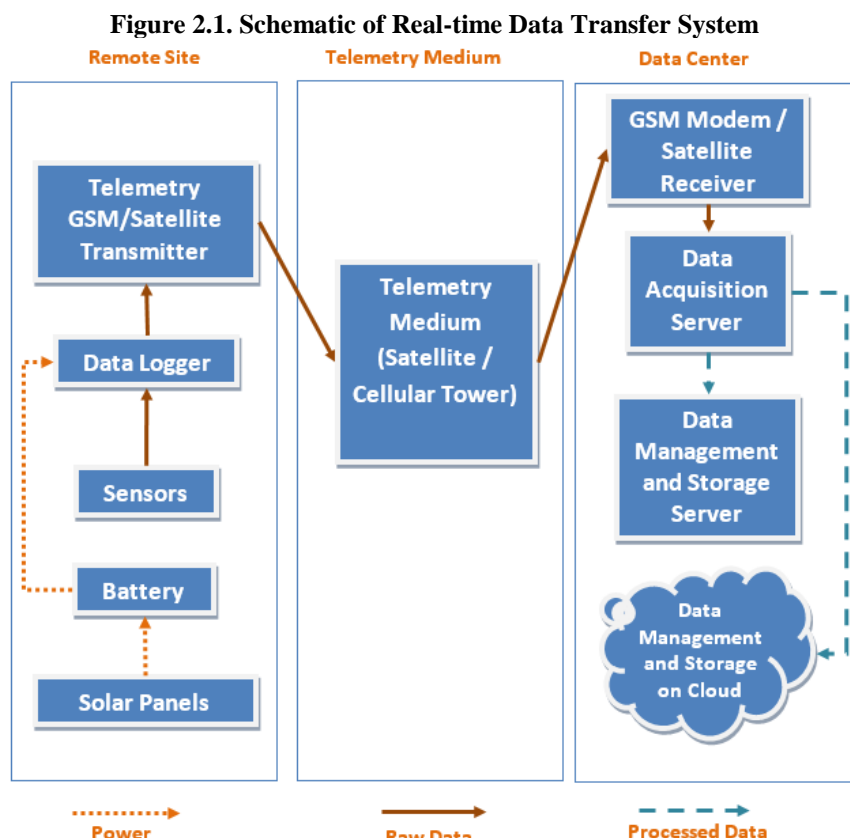 Figure 2.1. Schematic of Real-time Data Transfer System
Remote Site
Telemetry Medium
Data Center
Telemetry
GSM/Satellite
Transmitter
Data Logger
Sensors
Battery
Solar Panels
Telemetry
Medium
(Satellite /
Cellular Tower)
GSM Modem /
Satellite
Receiver
Data
Acquisition
Server
Data
Management
and Storage
Server
Data
Management
and Storage
on Cloud
Power
Raw Data
Processed Data